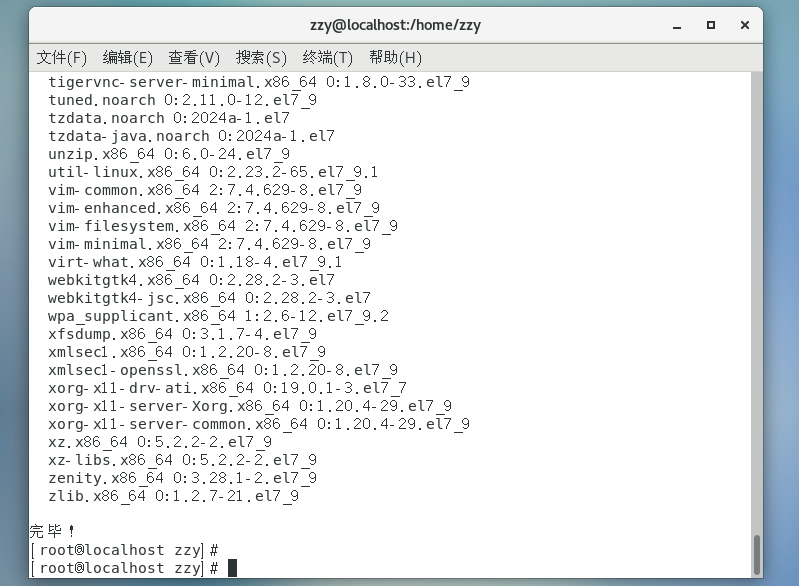 zzy@localhost:/home/zzy
文件(F) 编辑(E) 查看(V) 搜索(S) 终端(T) 帮助(H)
tigervnc-server-minimal.x86_64 0:1.8.0-33.el7_9
tuned.noarch 0:2.11.0-12.el7_9
tzdata.noarch 0:2024a-1.el7
tzdata-java.noarch 0:2024a-1.el7
unzip.x86_64 0:6.0-24.el7_9
util-linux.x86_64 0:2.23.2-65.el7_9.1
vim-common.x86_64 2:7.4.629-8.el7_9
vim-enhanced.x86_64 2:7.4.629-8.el7_9
vim-filesystem.x86_64 2:7.4.629-8.el7_9
vim-minimal.x86_64 2:7.4.629-8.el7_9
virt-what.x86_64 0:1.18-4.el7_9.1
webkitgtk4.x86_64 0:2.28.2-3.el7
webkitgtk4-jsc.x86_64 0:2.28.2-3.el7
wpa_supplicant.x86_64 1:2.6-12.el7_9.2
xfsdump.x86_64 0:3.1.7-4.el7_9
xmlsec1.x86_64 0:1.2.20-8.el7_9
xmlsec1-openssl.x86_64 0:1.2.20-8.el7_9
xorg-x11-drv-ati.x86_64 0:19.0.1-3.el7_7
xorg-x11-server-Xorg.x86_64 0:1.20.4-29.el7_9
xorg-x11-server-common.x86_64 0:1.20.4-29.el7_9
xz.x86_64 0:5.2.2-2.el7_9
xz-libs.x86_64 0:5.2.2-2.el7_9
zenity.x86_64 0:3.28.1-2.el7_9
zlib.x86_64 0:1.2.7-21.el7_9
完毕！
[root@localhost zzy]#
[root@localhost zzy]#